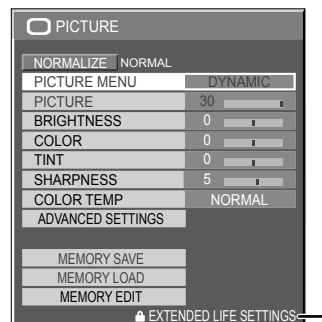 PICTURE
NORMALIZE NORMAL
PICTURE MENU DYNAMIC
PICTURE 30
BRIGHTNESS 0
COLOR 0
TINT 0
SHARPNESS 5
COLOR TEMP NORMAL
ADVANCED SETTINGS
MEMORY SAVE
MEMORY LOAD
MEMORY EDIT
EXTENDED LIFE SETTINGS